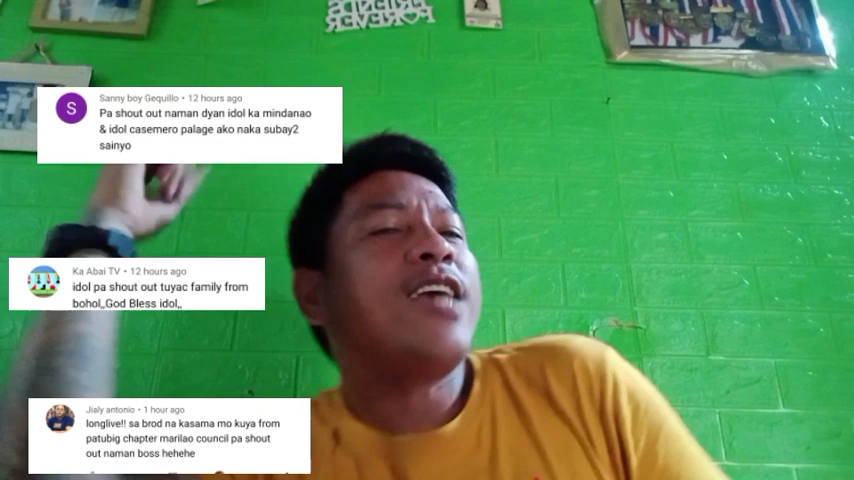 FRIENDS
FOREVER
S
Sanny boy Gequillo • 12 hours ago
Pa shout out naman dyan idol ka mindanao
& idol casemero palage ako naka subay2
sainyo
Ka Abai TV • 12 hours ago
idol pa shout out tuyac family from
bohol,,God Bless idol,,
Jialy antonio • 1 hour ago
longlive!! sa brod na kasama mo kuya from
patubig chapter marilao council pa shout
out naman boss hehehe